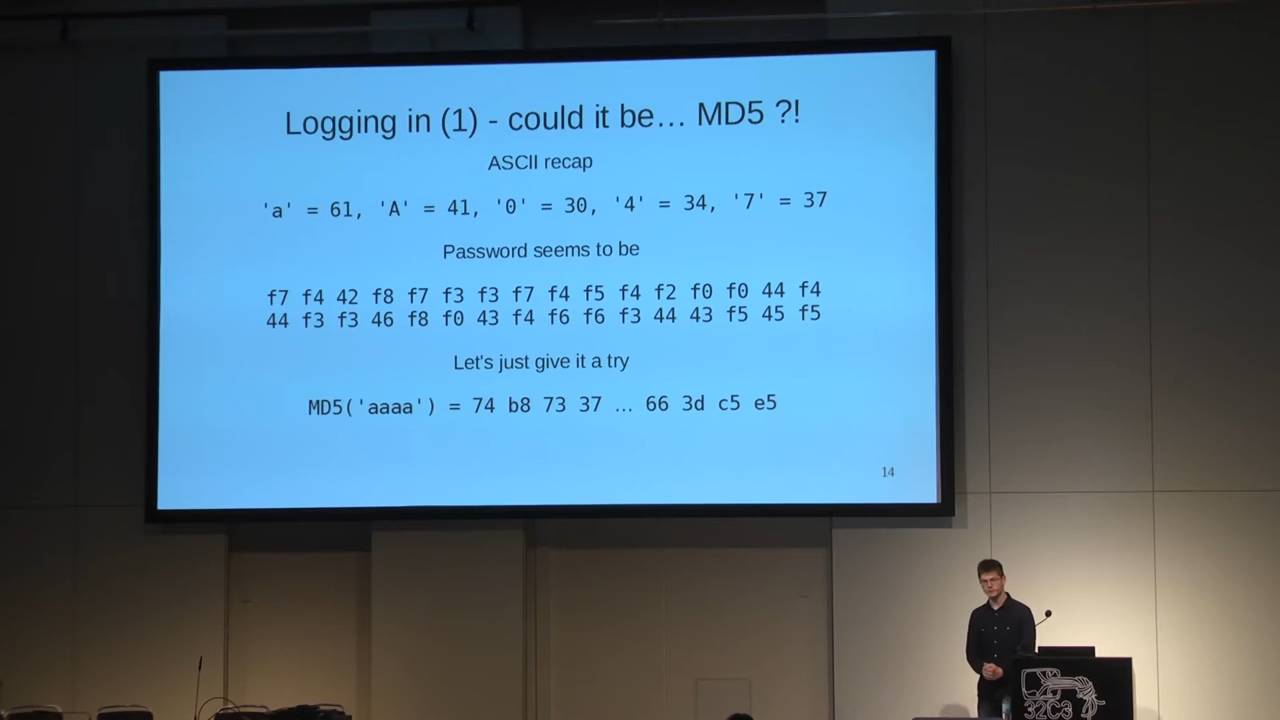 Logging in (1) - could it be... MD5 ?!
ASCII recap
'a' = 61, 'A' = 41, '0' = 30, '4' = 34, '7' = 37
Password seems to be
f7 f4 42 f8 f7 f3 f3 f7 f4 f5 f4 f2 f0 f0 44 f4
44 f3 f3 46 f8 f0 43 f4 f6 f6 f3 44 43 f5 45 f5
Let's just give it a try
MD5('aaaa') = 74 b8 73 37 ... 66 3d c5 e5
14
32C3